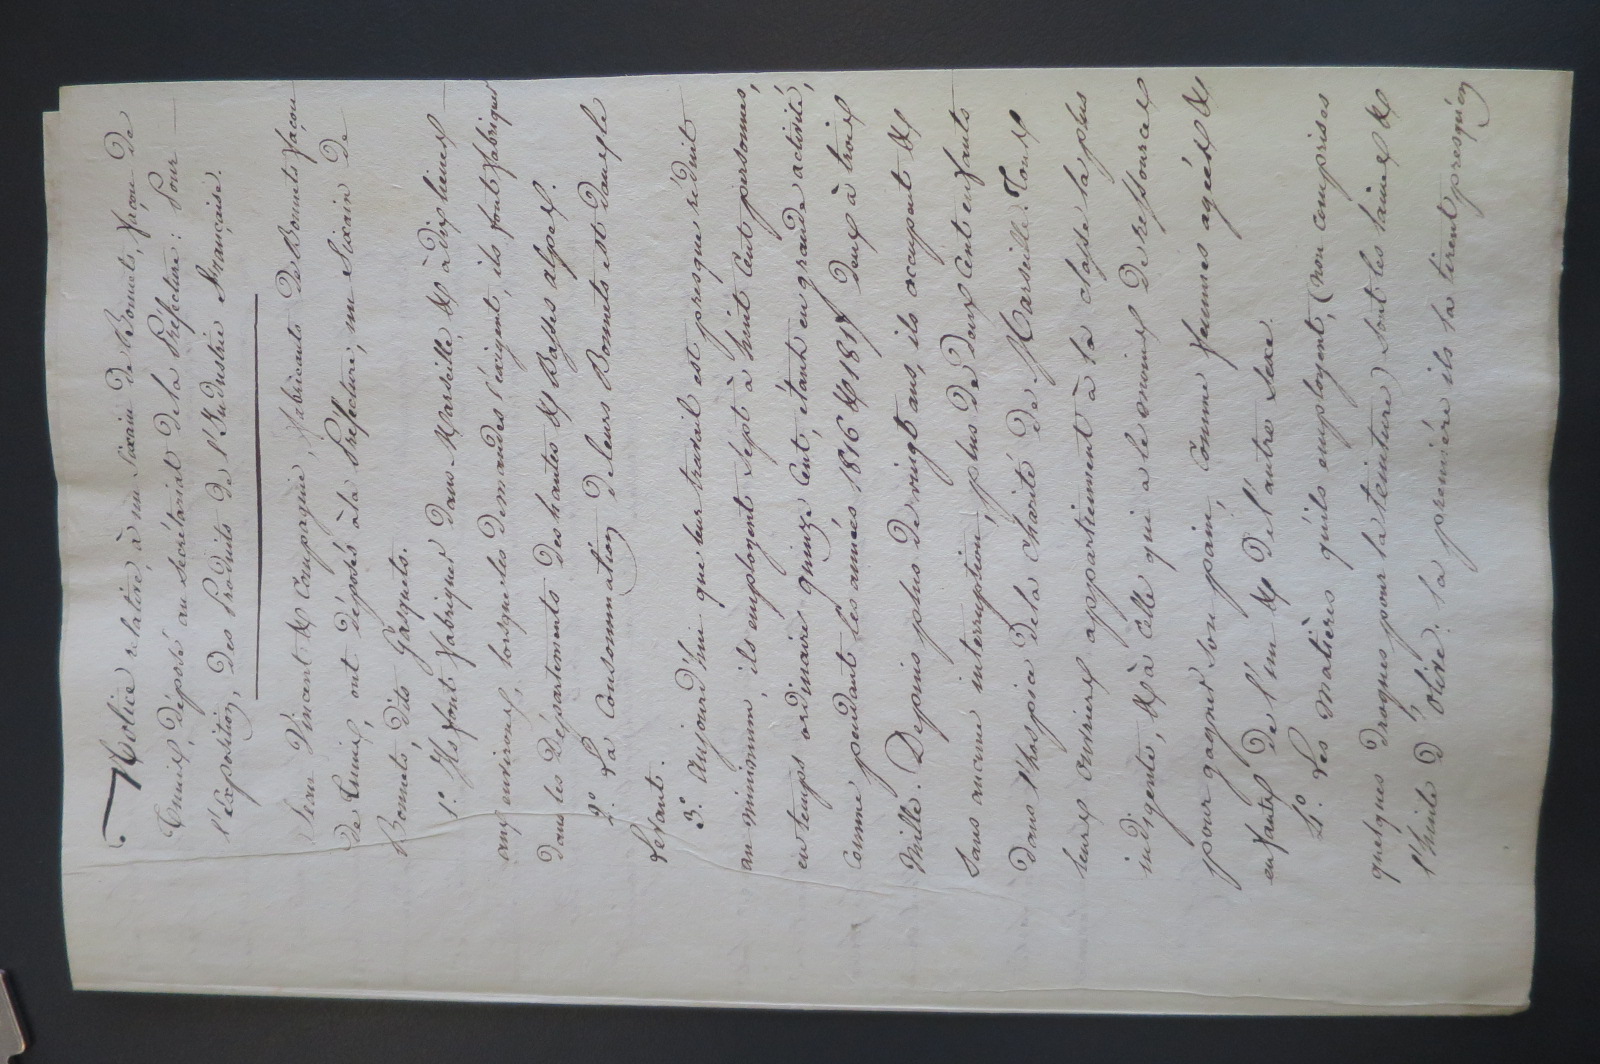 Notice relative, à un sixain de Bonnets, façon de
Tunis, déposé au secrétariat de la Préfecture : Pour
l'Exposition, des Produits de l'Industrie Française.
Jean Vincent & Compagnie, fabricants de Bonnets façon
de Tunis, ont déposés à la Préfecture, un Sixain de
Bonnets, dits Gasquets.
1.° Ils font fabriquer dans Marseille, & à dix lieues
aux environs, lorsque les demandes l'éxigent, ils font fabriquer
dans les Départements des hautes & Basses alpes.
2.° La Consommation de leurs Bonnets est dans le
Levant.
3.° aujourd'hui que leur travail est presque réduit
au minimum, ils employent sept à huit Cent personnes,
en temps ordinaire quinze Cent, étant en grande activité,
comme pendant les années 1816 & 1817 deux à trois
Mille. Depuis plus de vingt ans, ils occupent &
sans aucune interruption, plus de deux Cent enfants
dans l'hospice de la charité de Marseille. Tous
leurs ouvriers appartiennent à la classe la plus
indigente, & à Celle qui a le moins de ressources
pour gagner son pain, Comme femmes agées &
enfants de l'un & de l'autre sexe.
4.° Les matières qu'ils employent, (non comprises
quelques drogues pour la teinture) sont les laines &
l'huile d'Olive : la première ils la tirent presqu'en